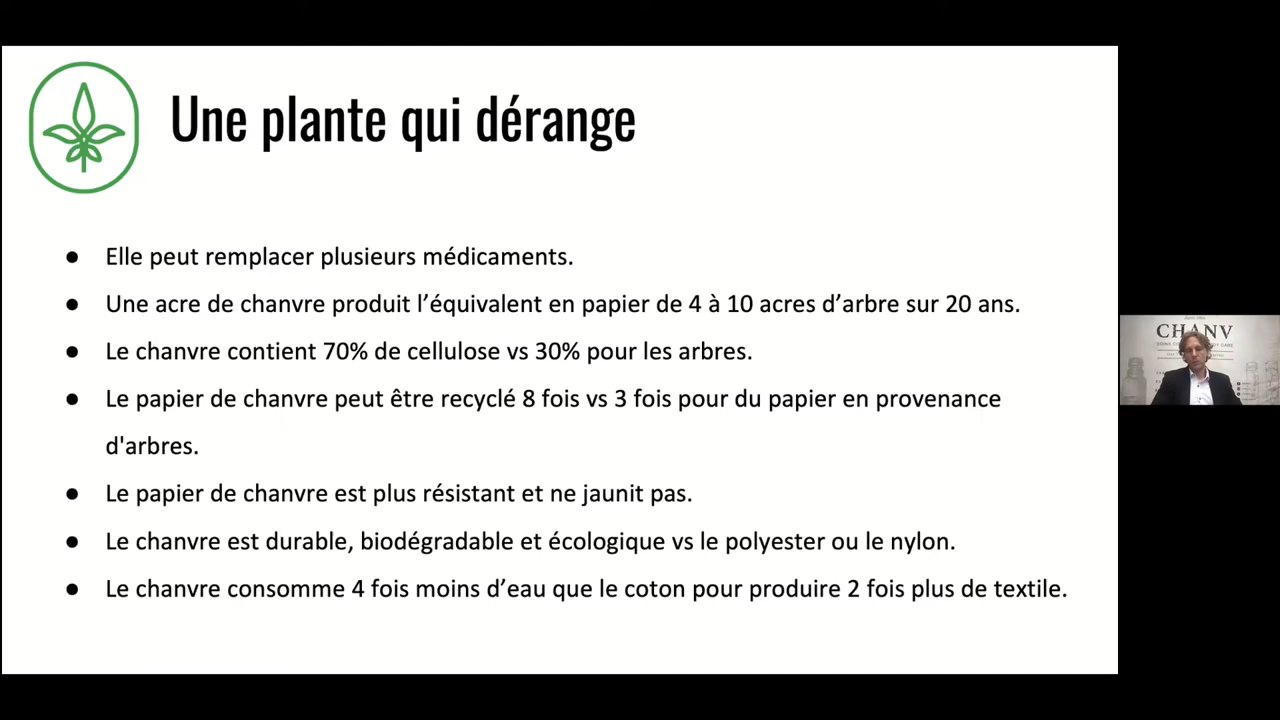 Une plante qui dérange
● Elle peut remplacer plusieurs médicaments.
● Une acre de chanvre produit l’équivalent en papier de 4 à 10 acres d’arbre sur 20 ans.
● Le chanvre contient 70% de cellulose vs 30% pour les arbres.
● Le papier de chanvre peut être recyclé 8 fois vs 3 fois pour du papier en provenance
d'arbres.
● Le papier de chanvre est plus résistant et ne jaunit pas.
● Le chanvre est durable, biodégradable et écologique vs le polyester ou le nylon.
● Le chanvre consomme 4 fois moins d’eau que le coton pour produire 2 fois plus de textile.
CHANV